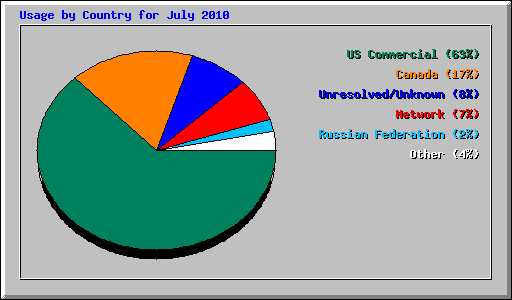 Usage by Country for July 2010
US Commercial (63%)
Canada (17%)
Unresolved/Unknown (8%)
Network (7%)
Russian Federation (2%)
Other (4%)